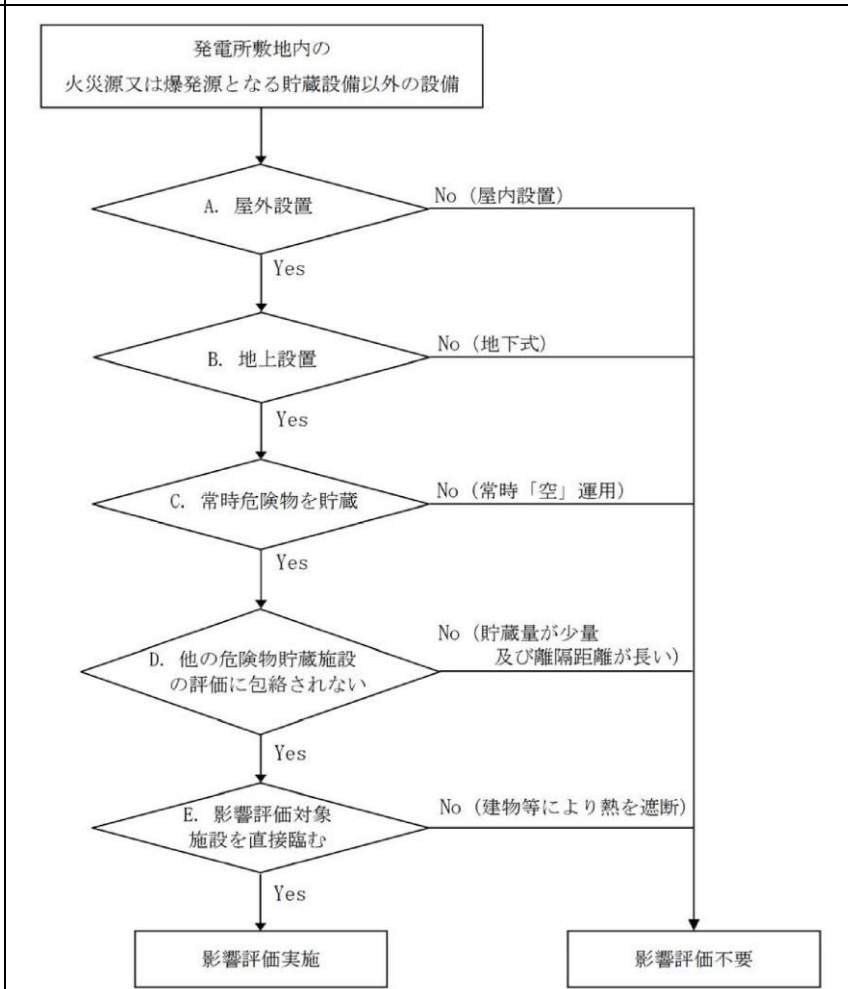 発電所敷地内の
火災源又は爆発源となる貯蔵設備以外の設備
A. 屋外設置
No (屋内設置)
Yes
B. 地上設置
No (地下式)
Yes
C. 常時危険物を貯蔵
No (常時「空」運用)
Yes
D. 他の危険物貯蔵施設
の評価に包絡されない
No (貯蔵量が少量
及び離隔距離が長い)
Yes
E. 影響評価対象
施設を直接臨む
No (建物等により熱を遮断)
Yes
影響評価実施
影響評価不要